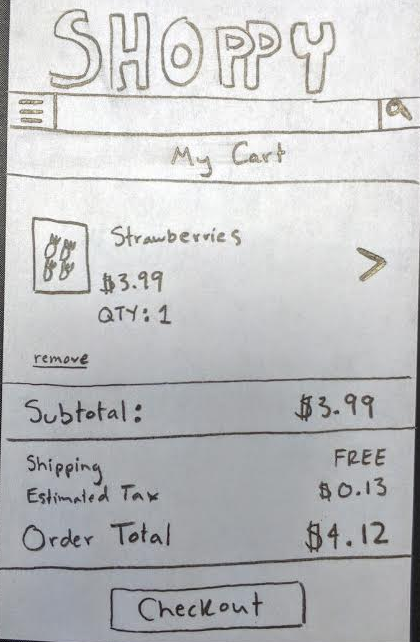 SHOPPY
My Cart
Strawberries
$3.99
QTY: 1
remove
Subtotal: $3.99
Shipping FREE
Estimated Tax $0.13
Order Total $4.12
Checkout